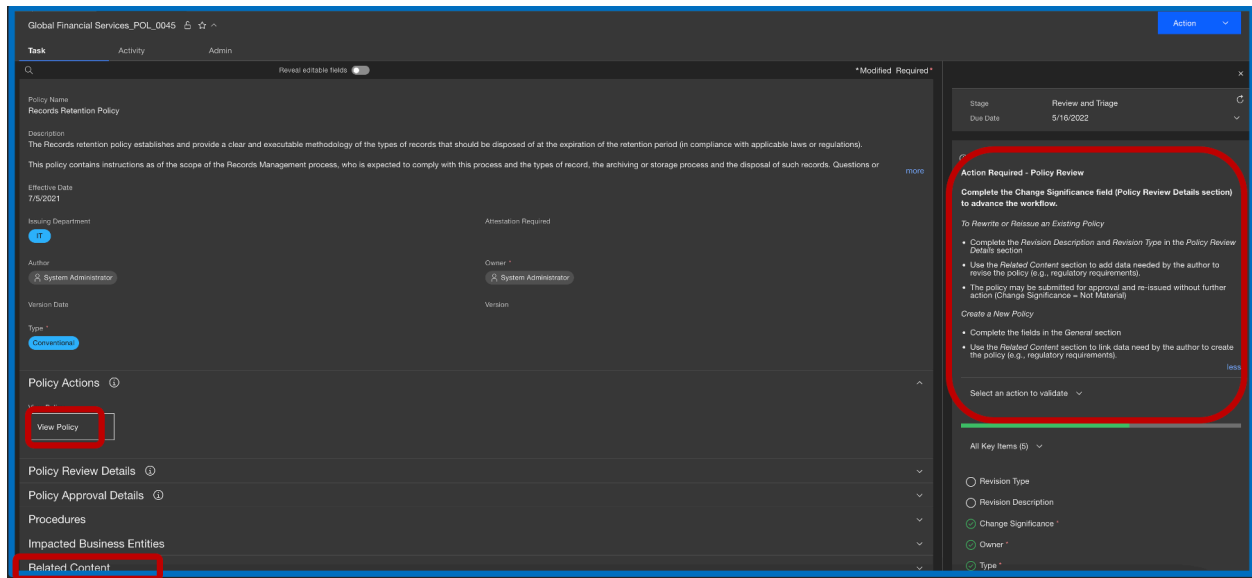 Global Financial Services_POL_0045
Action
Task Activity Admin
Reveal editable fields
*Modified Required*
Policy Name
Records Retention Policy
Description
The Records retention policy establishes and provide a clear and executable methodology of the types of records that should be disposed of at the expiration of the retention period (in compliance with applicable laws or regulations).
This policy contains instructions as of the scope of the Records Management process, who is expected to comply with this process and the types of record, the archiving or storage process and the disposal of such records. Questions or
more
Effective Date
7/5/2021
Issuing Department
IT
Attestation Required
Author
System Administrator
Owner *
System Administrator
Version Date
Version
Type *
Conventional
Policy Actions
View Policy
Policy Review Details
Policy Approval Details
Procedures
Impacted Business Entities
Related Content
Stage Review and Triage
Due Date 5/16/2022
Action Required - Policy Review
Complete the Change Significance field (Policy Review Details section)
to advance the workflow.
To Rewrite or Reissue an Existing Policy
• Complete the Revision Description and Revision Type in the Policy Review
Details section
• Use the Related Content section to add data needed by the author to
revise the policy (e.g., regulatory requirements).
• The policy may be submitted for approval and re-issued without further
action (Change Significance = Not Material)
Create a New Policy
• Complete the fields in the General section
• Use the Related Content section to link data need by the author to create
the policy (e.g., regulatory requirements).
less
Select an action to validate
All Key Items (5)
Revision Type
Revision Description
Change Significance *
Owner *
Type *